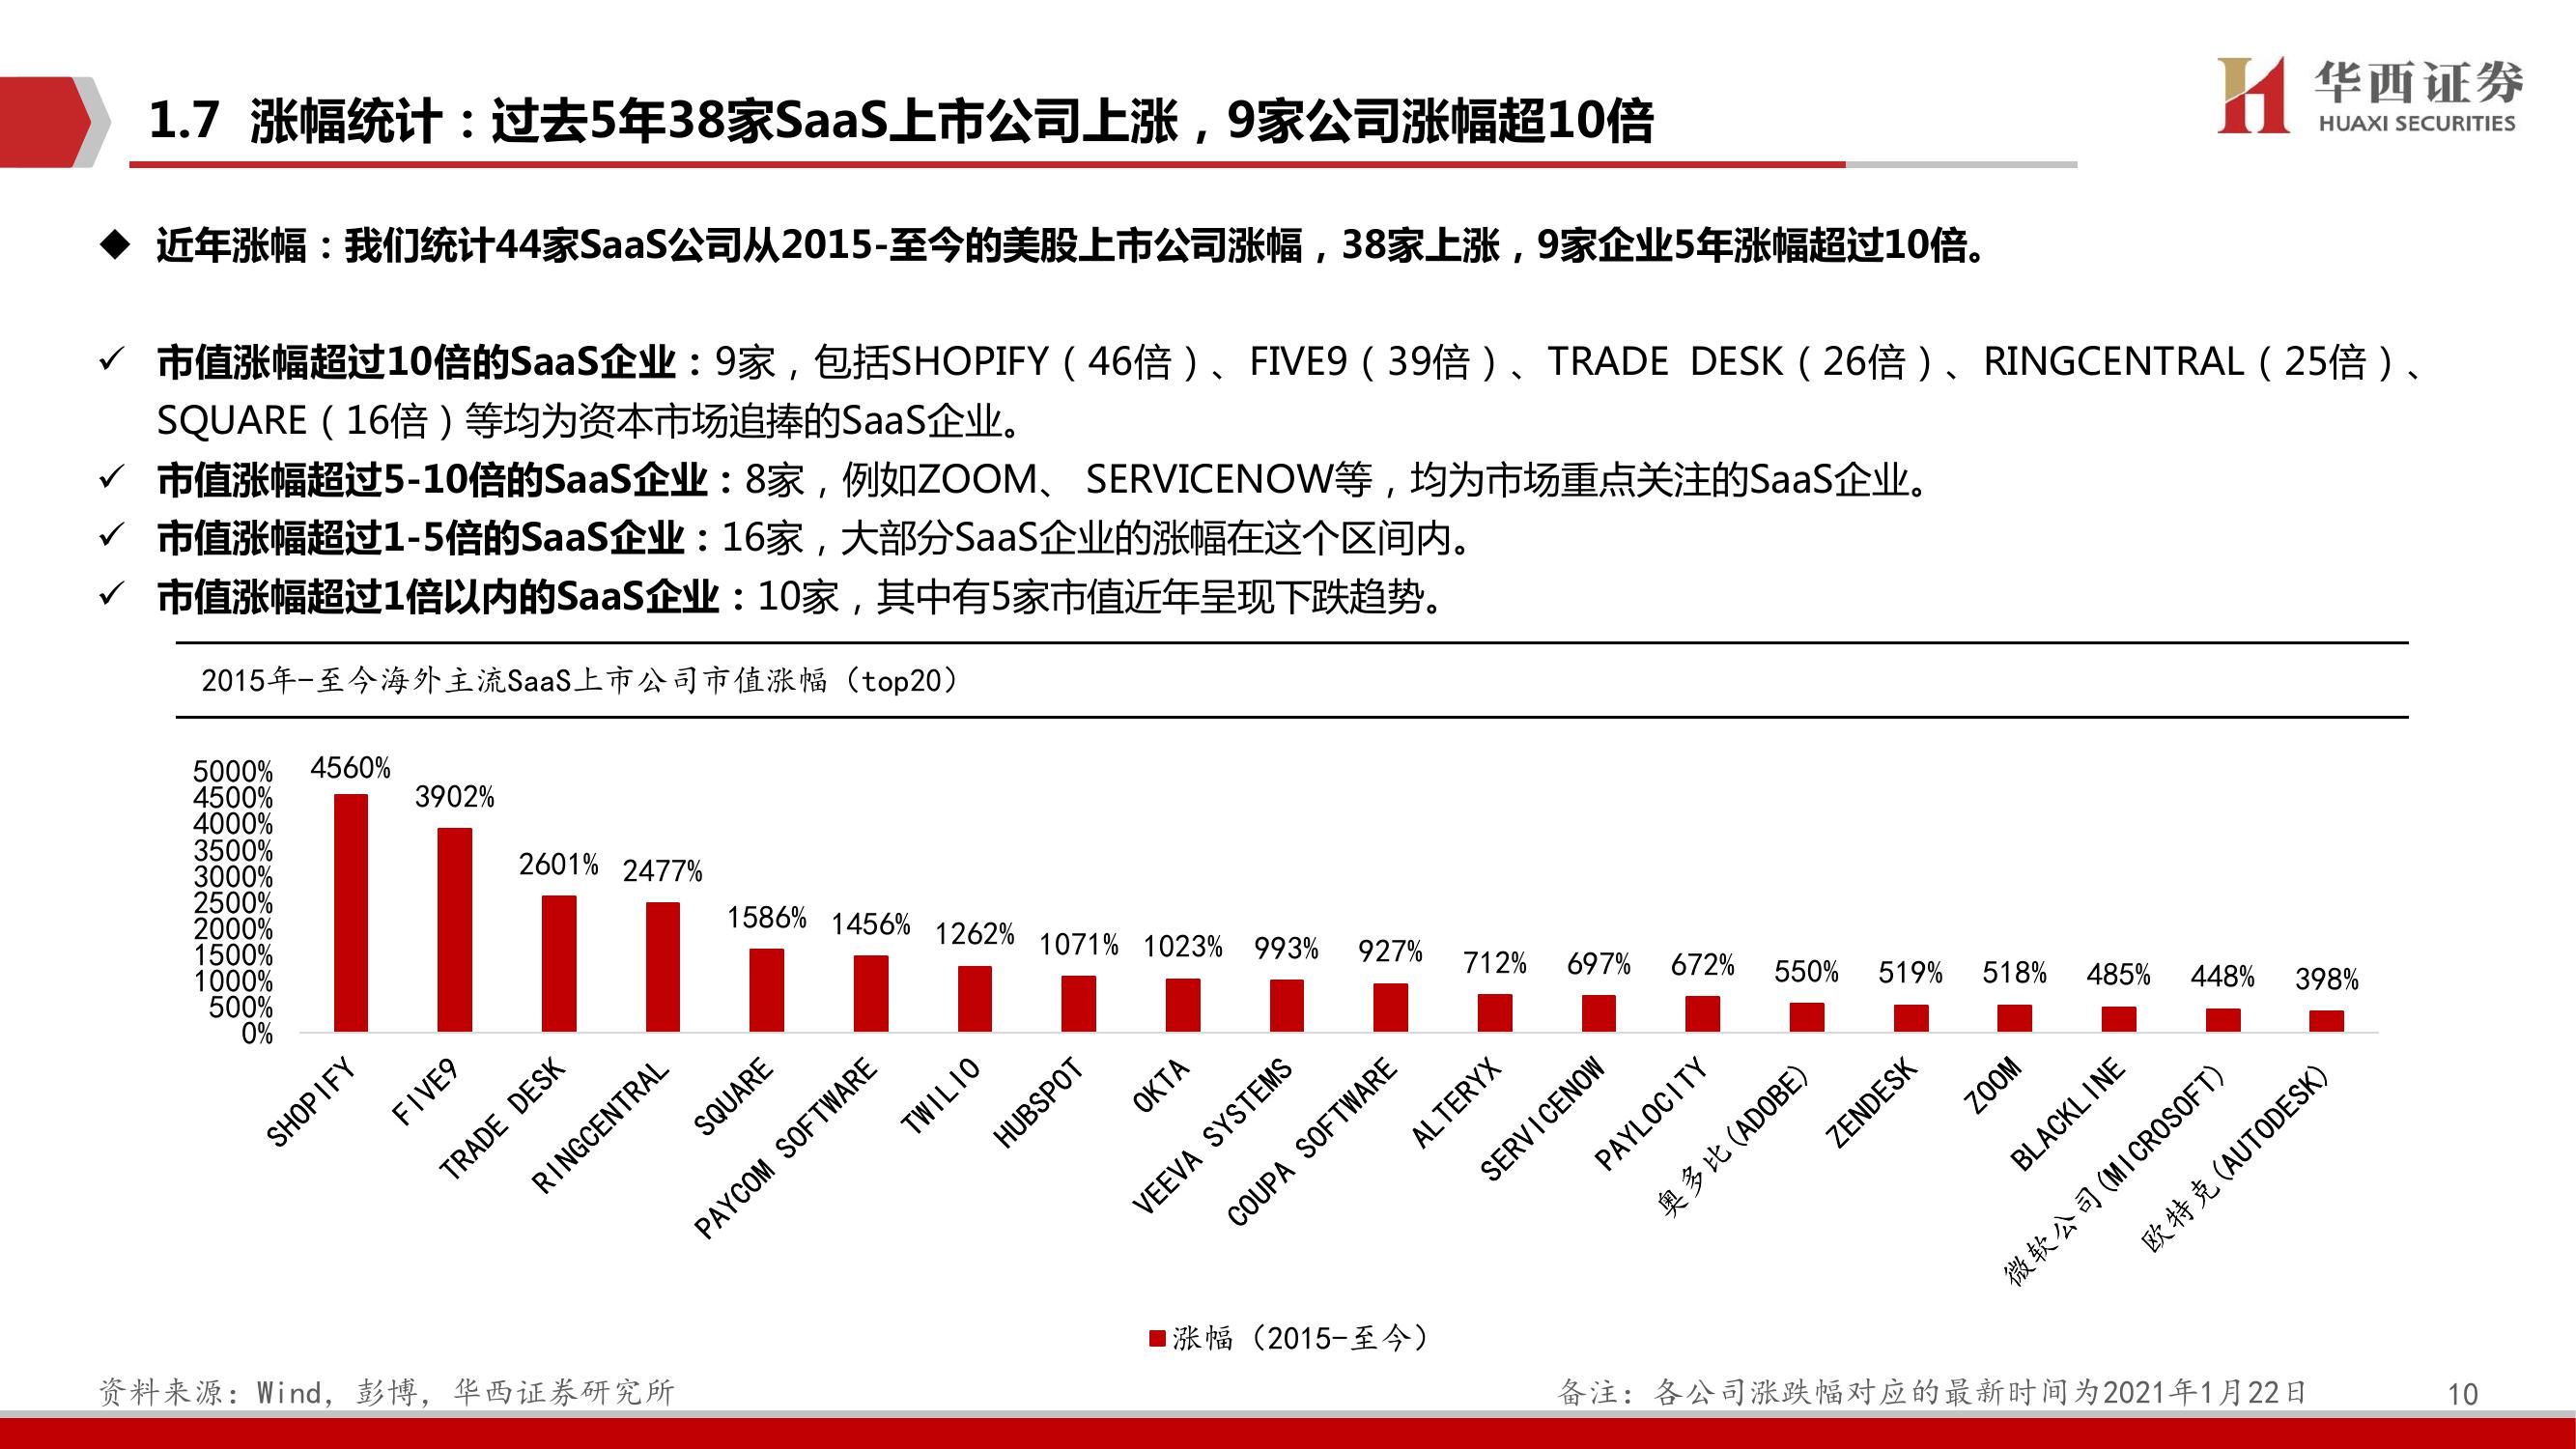 华西证券
HUAXI SECURITIES
1.7 涨幅统计：过去5年38家SaaS上市公司上涨，9家公司涨幅超10倍
◆ 近年涨幅：我们统计44家SaaS公司从2015-至今的美股上市公司涨幅，38家上涨，9家企业5年涨幅超过10倍。
✓ 市值涨幅超过10倍的SaaS企业：9家，包括SHOPIFY（46倍）、FIVE9（39倍）、TRADE DESK（26倍）、RINGCENTRAL（25倍）、
SQUARE（16倍）等均为资本市场追捧的SaaS企业。
✓ 市值涨幅超过5-10倍的SaaS企业：8家，例如ZOOM、 SERVICENOW等，均为市场重点关注的SaaS企业。
✓ 市值涨幅超过1-5倍的SaaS企业：16家，大部分SaaS企业的涨幅在这个区间内。
✓ 市值涨幅超过1倍以内的SaaS企业：10家，其中有5家市值近年呈现下跌趋势。
2015年-至今海外主流SaaS上市公司市值涨幅（top20）
5000%
4500%
4000%
3500%
3000%
2500%
2000%
1500%
1000%
500%
0%
4560%
3902%
2601%
2477%
1586%
1456%
1262%
1071%
1023%
993%
927%
712%
697%
672%
550%
519%
518%
485%
448%
398%
SHOPIFY
FIVE9
TRADE DESK
RINGCENTRAL
SQUARE
PAYCOM SOFTWARE
TWILIO
HUBSPOT
OKTA
VEEVA SYSTEMS
COUPA SOFTWARE
ALTERYX
SERVICENOW
PAYLOCITY
奥多比(ADOBE)
ZENDESK
ZOOM
BLACKLINE
微软公司(MICROSOFT)
欧特克(AUTODESK)
涨幅（2015-至今）
资料来源：Wind，彭博，华西证券研究所
备注：各公司涨跌幅对应的最新时间为2021年1月22日
10